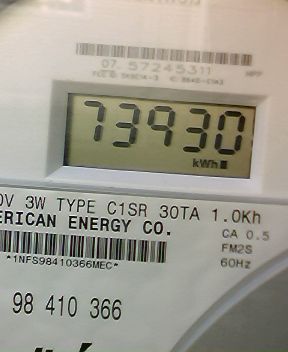 07 57245311
73930
kWh
0V 3W TYPE C1SR 30TA 1.0Kh
ERICAN ENERGY CO.
CA 0.5
FM2S
*1NFS98410366MEC*
60Hz
98 410 366